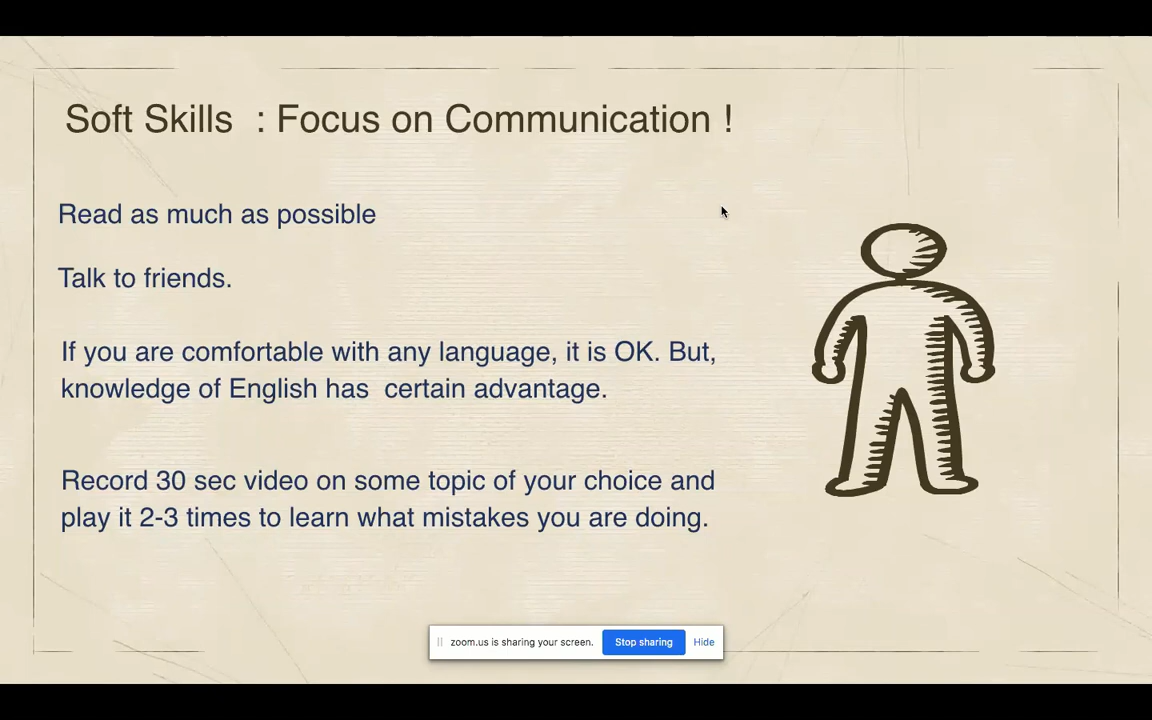 Soft Skills  : Focus on Communication !
Read as much as possible
Talk to friends.
If you are comfortable with any language, it is OK. But,
knowledge of English has  certain advantage.
Record 30 sec video on some topic of your choice and
play it 2-3 times to learn what mistakes you are doing.
zoom.us is sharing your screen. Stop sharing Hide